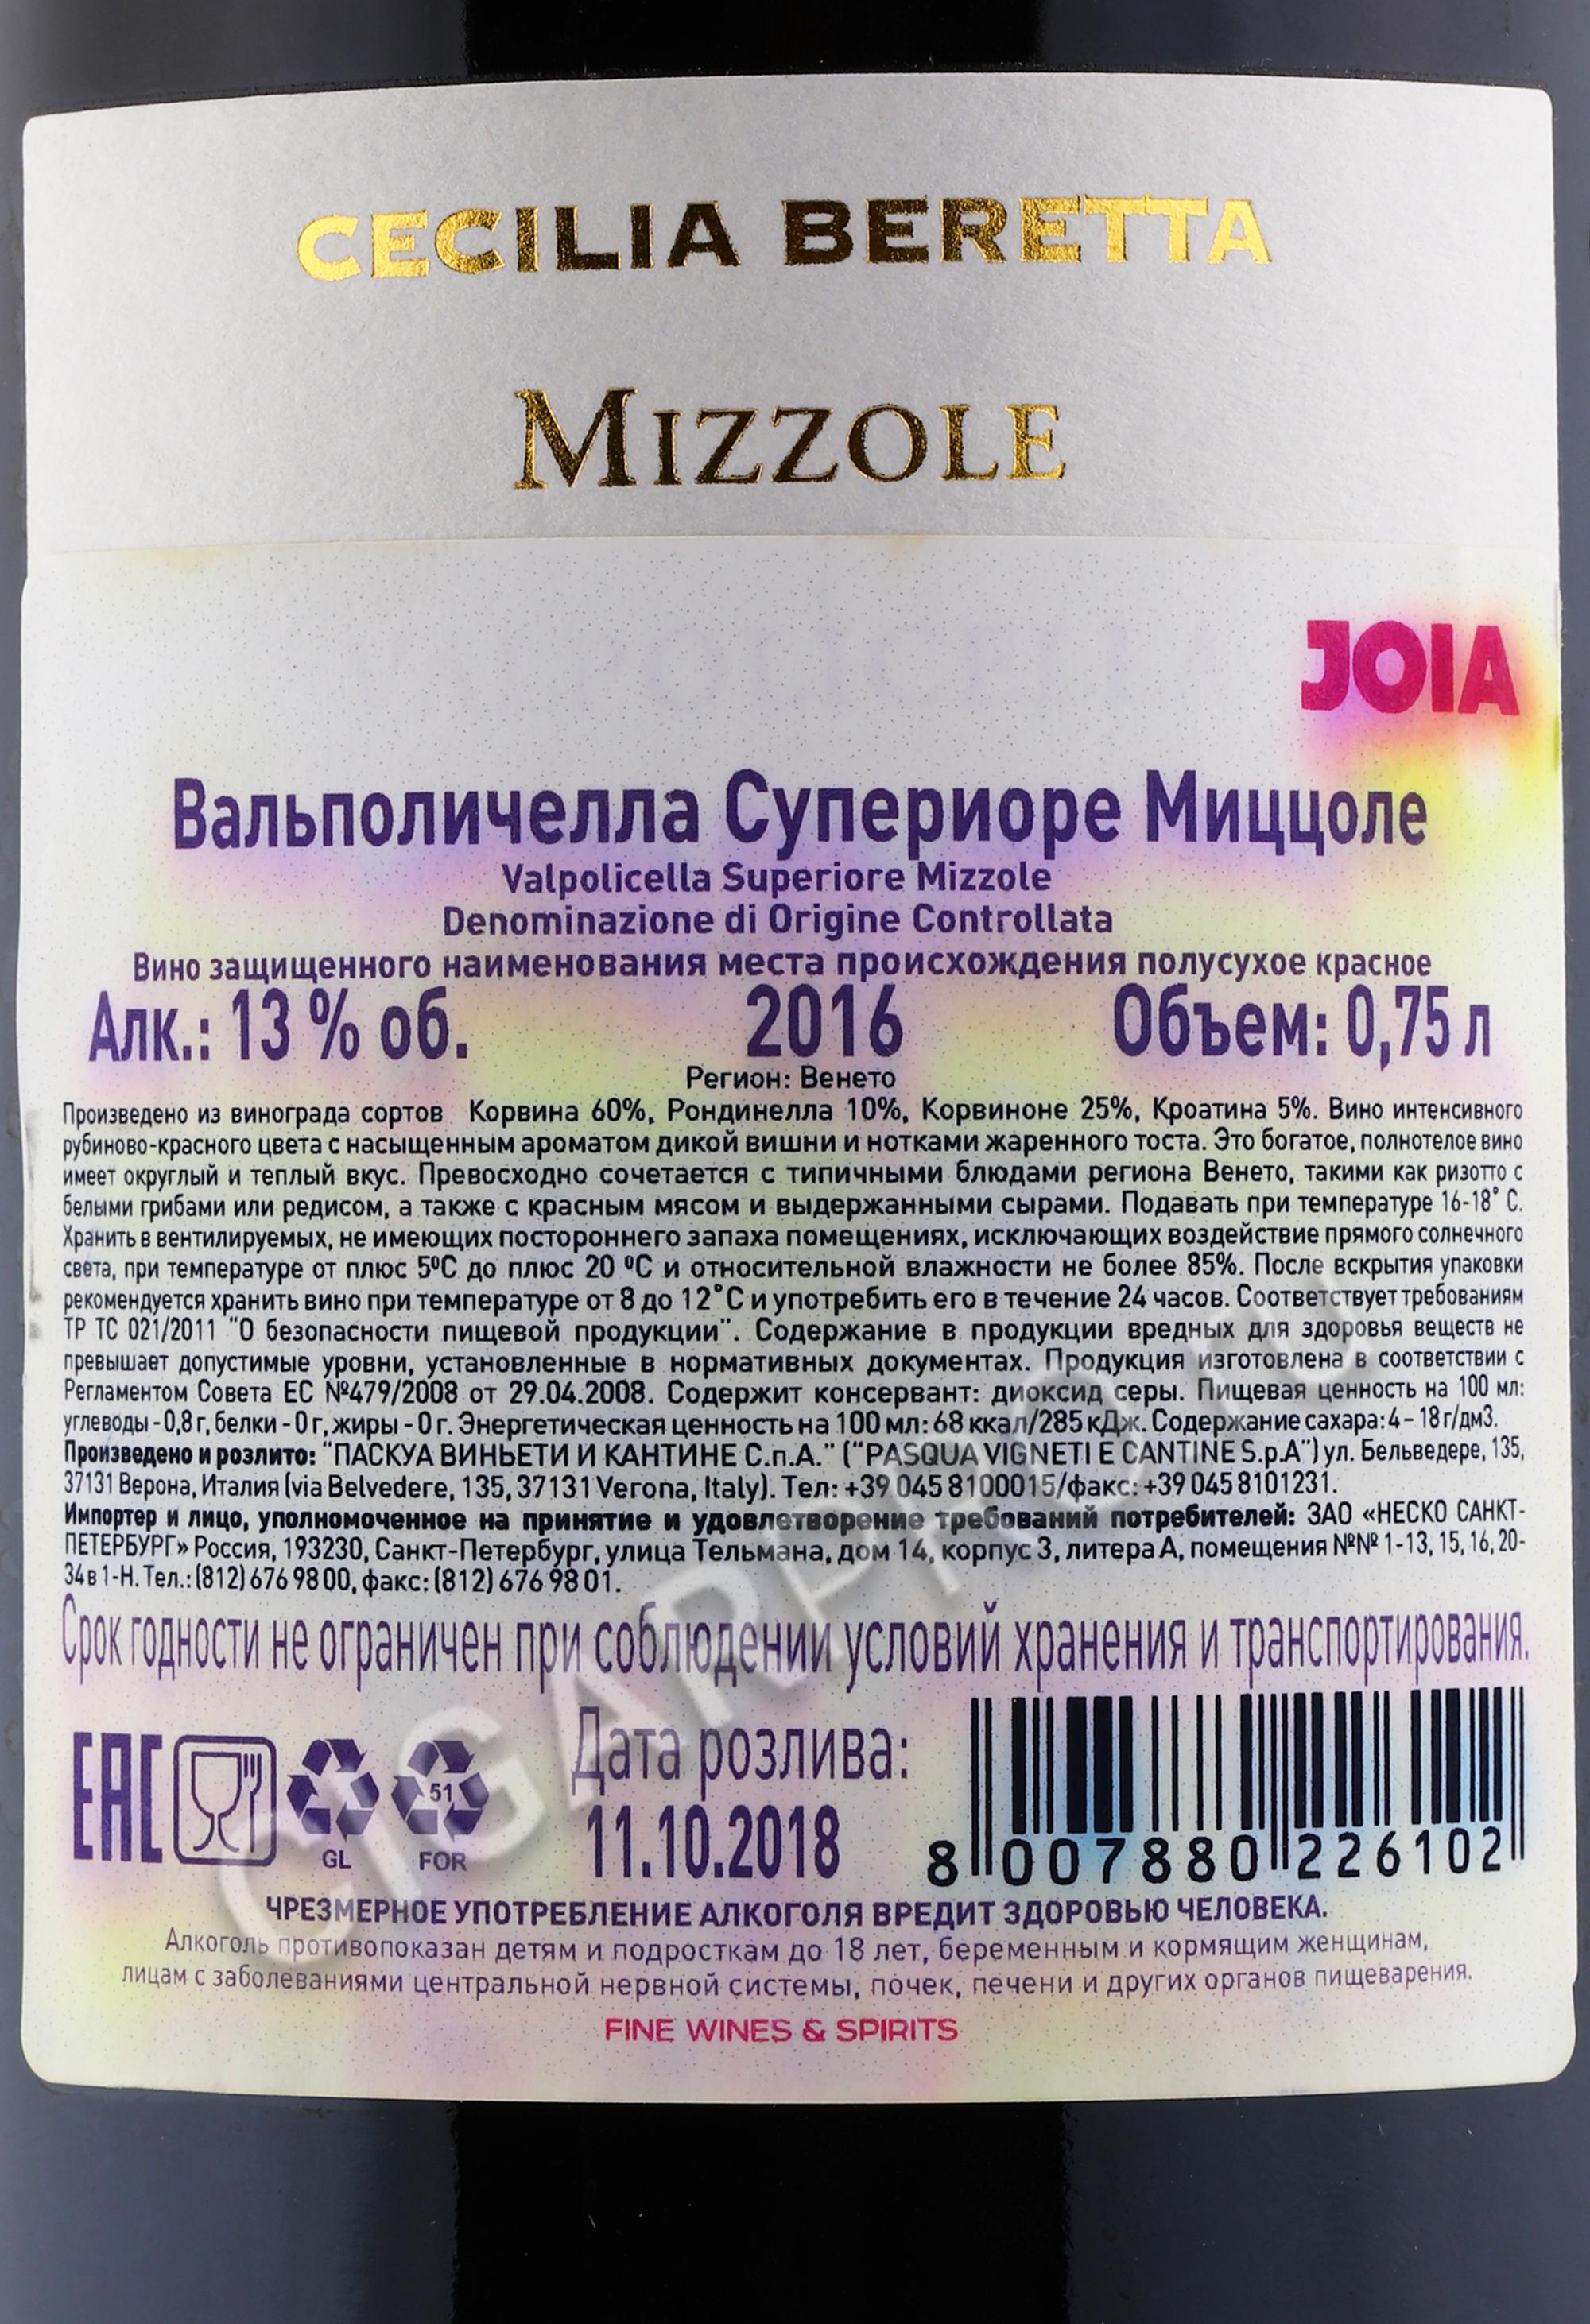 CECILIA BERETTA
MIZZOLE
JOIA
Вальполичелла Супериоре Миццоле
Valpolicella Superiore Mizzole
Denominazione di Origine Controllata
Вино защищенного наименования места происхождения полусухое красное
Алк.: 13 % об. 2016 Объем: 0,75 л
Регион: Венето
Произведено из винограда сортов Корвина 60%, Рондинелла 10%, Корвиноне 25%, Кроатина 5%. Вино интенсивного
рубиново-красного цвета с насыщенным ароматом дикой вишни и нотками жаренного тоста. Это богатое, полнотелое вино
имеет округлый и теплый вкус. Превосходно сочетается с типичными блюдами региона Венето, такими как ризотто с
белыми грибами или редисом, а также с красным мясом и выдержанными сырами. Подавать при температуре 16-18˚ С.
Хранить в вентилируемых, не имеющих постороннего запаха помещениях, исключающих воздействие прямого солнечного
света, при температуре от плюс 5ºС до плюс 20 ºС и относительной влажности не более 85%. После вскрытия упаковки
рекомендуется хранить вино при температуре от 8 до 12˚С и употребить его в течение 24 часов. Соответствует требованиям
ТР ТС 021/2011 "О безопасности пищевой продукции". Содержание в продукции вредных для здоровья веществ не
превышает допустимые уровни, установленные в нормативных документах. Продукция изготовлена в соответствии с
Регламентом Совета ЕС №479/2008 от 29.04.2008. Содержит консервант: диоксид серы. Пищевая ценность на 100 мл:
углеводы - 0,8 г, белки - 0 г, жиры - 0 г. Энергетическая ценность на 100 мл: 68 ккал/285 кДж. Содержание сахара: 4 – 18 г/дм3.
Произведено и розлито: "ПАСКУА ВИНЬЕТИ И КАНТИНЕ С.п.А." ("PASQUA VIGNETI E CANTINE S.p.A") ул. Бельведере, 135,
37131 Верона, Италия (via Belvedere, 135, 37131 Verona, Italy). Тел: +39 045 8100015/факс: +39 045 8101231.
Импортер и лицо, уполномоченное на принятие и удовлетворение требований потребителей: ЗАО «НЕСКО САНКТ-
ПЕТЕРБУРГ» Россия, 193230, Санкт-Петербург, улица Тельмана, дом 14, корпус 3, литера А, помещения №№ 1-13, 15, 16, 20-
34 в 1-Н. Тел.: (812) 676 98 00, факс: (812) 676 98 01.
Срок годности не ограничен при соблюдении условий хранения и транспортирования.
EAC
GL
51
FOR
Дата розлива:
11.10.2018
8 007880 226102
ЧРЕЗМЕРНОЕ УПОТРЕБЛЕНИЕ АЛКОГОЛЯ ВРЕДИТ ЗДОРОВЬЮ ЧЕЛОВЕКА.
Алкоголь противопоказан детям и подросткам до 18 лет, беременным и кормящим женщинам,
лицам с заболеваниями центральной нервной системы, почек, печени и других органов пищеварения.
FINE WINES & SPIRITS
CIGARPRO.RU